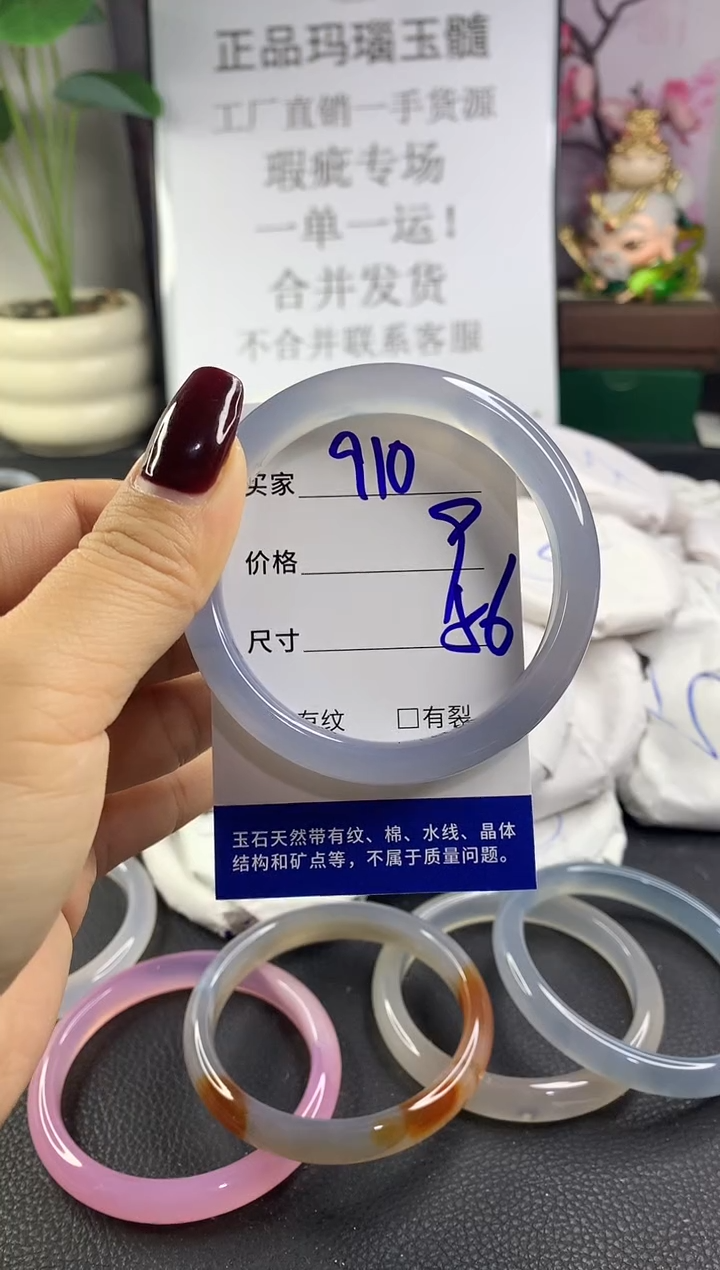 正品玛瑙玉髓
工厂直销一手货源
瑕疵专场
一单一运！
合并发货
不合并联系客服
买家 910
价格
尺寸 56
有纹 □有裂
玉石天然带有纹、棉、水线、晶体
结构和矿点等，不属于质量问题。